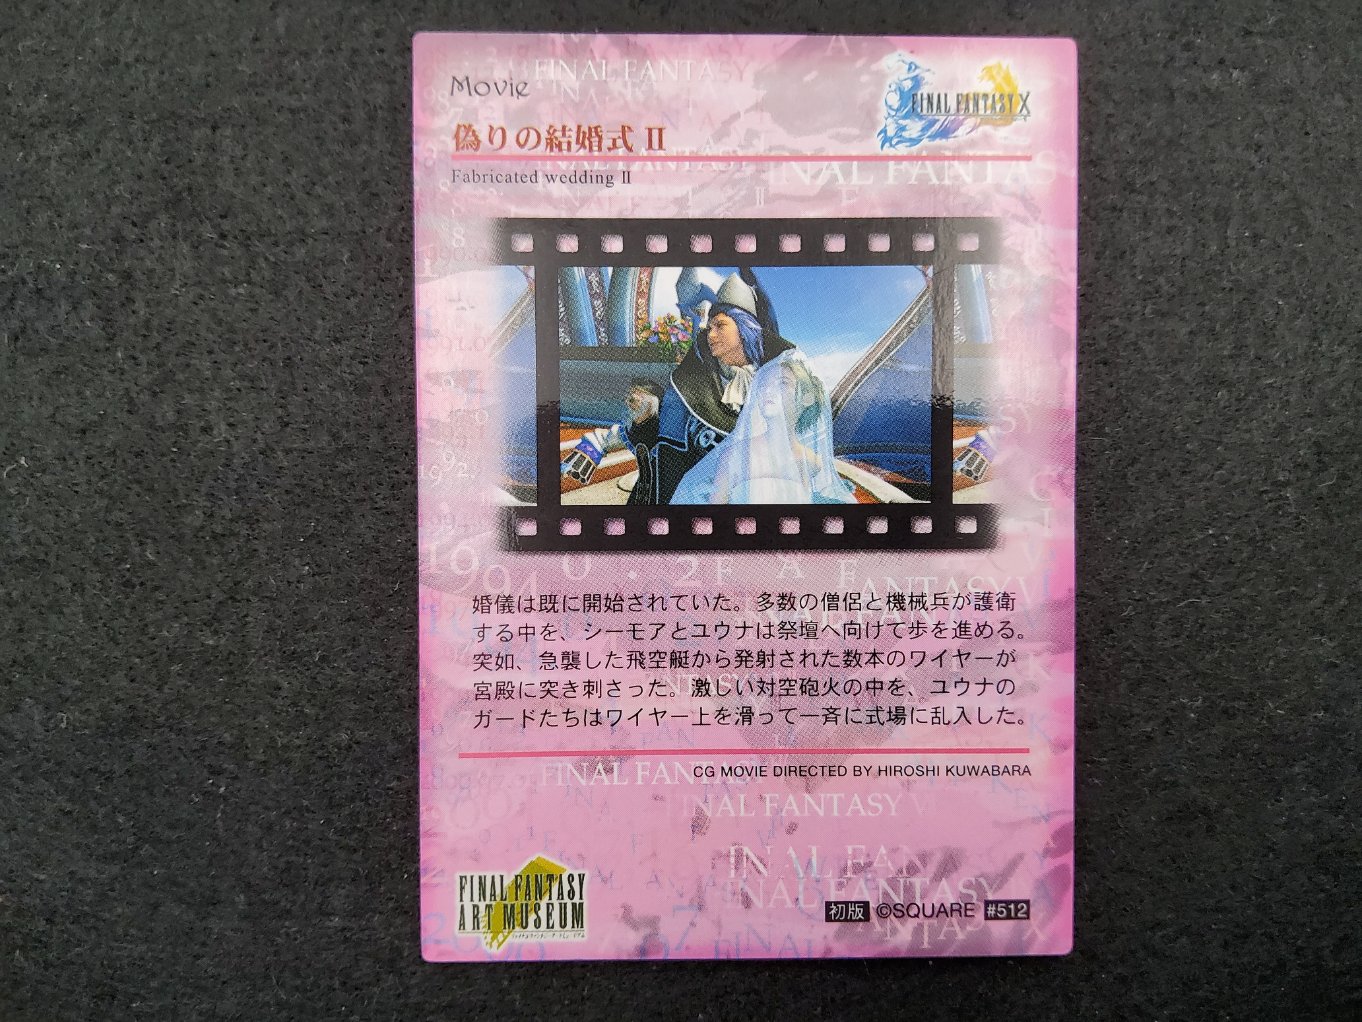 Movie
FINAL FANTASY X
偽りの結婚式 II
Fabricated wedding II
婚儀は既に開始されていた。多数の僧侶と機械兵が護衛
する中を、シーモアとユウナは祭壇へ向けて歩を進める。
突如、急襲した飛空艇から発射された数本のワイヤーが
宮殿に突き刺さった。激しい対空砲火の中を、ユウナの
ガードたちはワイヤー上を滑って一斉に式場に乱入した。
CG MOVIE DIRECTED BY HIROSHI KUWABARA
FINAL FANTASY
ART MUSEUM
初版 ©SQUARE #512